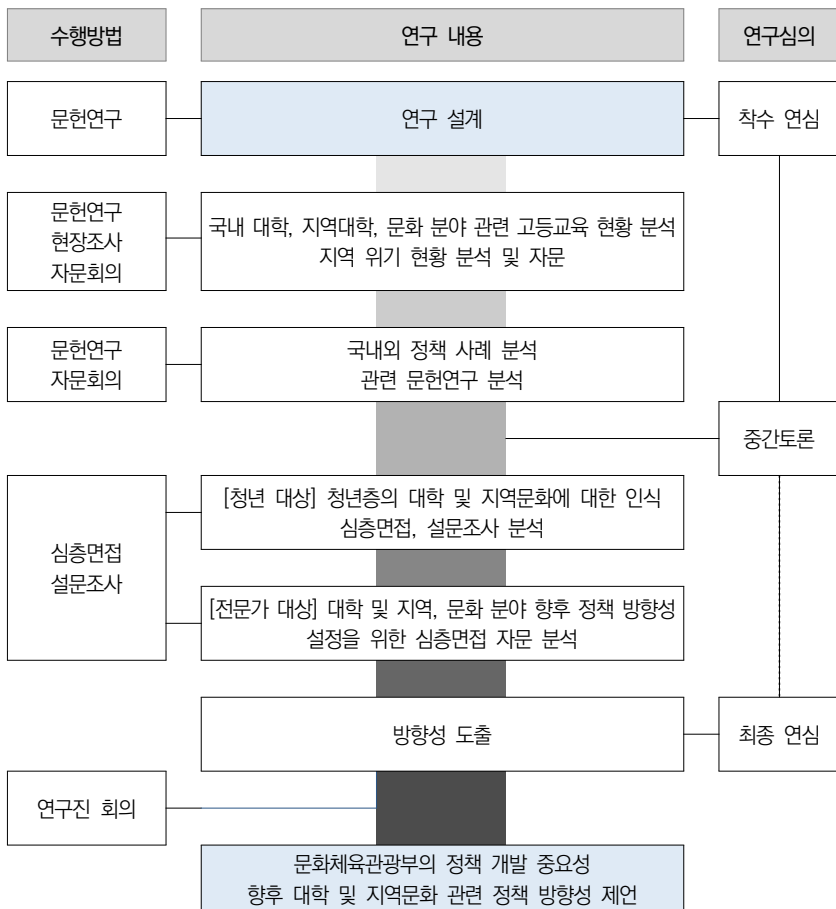 수행방법
연구 내용
연구심의
문헌연구
연구 설계
착수 연심
문헌연구
현장조사
자문회의
국내 대학, 지역대학, 문화 분야 관련 고등교육 현황 분석
지역 위기 현황 분석 및 자문
문헌연구
자문회의
국내외 정책 사례 분석
관련 문헌연구 분석
중간토론
심층면접
설문조사
[청년 대상] 청년층의 대학 및 지역문화에 대한 인식
심층면접, 설문조사 분석
[전문가 대상] 대학 및 지역, 문화 분야 향후 정책 방향성
설정을 위한 심층면접 자문 분석
방향성 도출
최종 연심
연구진 회의
문화체육관광부의 정책 개발 중요성
향후 대학 및 지역문화 관련 정책 방향성 제언